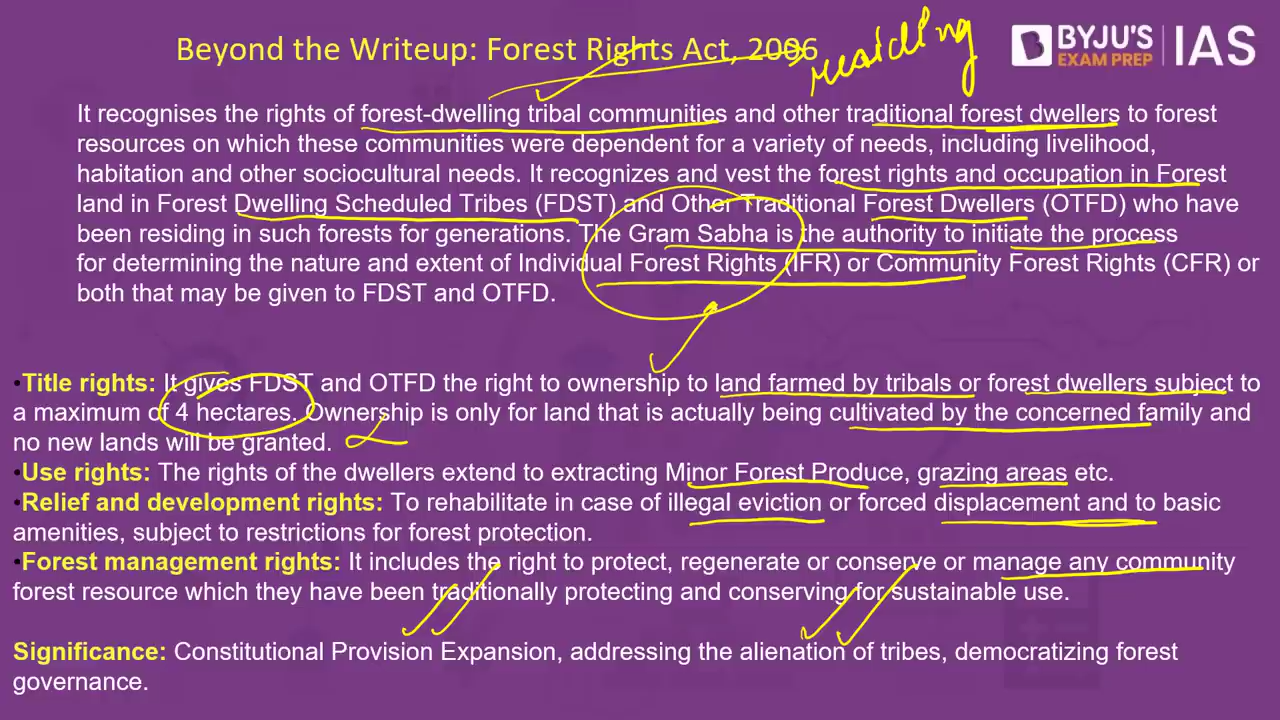 Beyond the Writeup: Forest Rights Act, 2006
residing
BYJU'S
EXAM PREP
IAS
It recognises the rights of forest-dwelling tribal communities and other traditional forest dwellers to forest
resources on which these communities were dependent for a variety of needs, including livelihood,
habitation and other sociocultural needs. It recognizes and vest the forest rights and occupation in Forest
land in Forest Dwelling Scheduled Tribes (FDST) and Other Traditional Forest Dwellers (OTFD) who have
been residing in such forests for generations. The Gram Sabha is the authority to initiate the process
for determining the nature and extent of Individual Forest Rights (IFR) or Community Forest Rights (CFR) or
both that may be given to FDST and OTFD.
•Title rights: It gives FDST and OTFD the right to ownership to land farmed by tribals or forest dwellers subject to
a maximum of 4 hectares. Ownership is only for land that is actually being cultivated by the concerned family and
no new lands will be granted.
•Use rights: The rights of the dwellers extend to extracting Minor Forest Produce, grazing areas etc.
•Relief and development rights: To rehabilitate in case of illegal eviction or forced displacement and to basic
amenities, subject to restrictions for forest protection.
•Forest management rights: It includes the right to protect, regenerate or conserve or manage any community
forest resource which they have been traditionally protecting and conserving for sustainable use.
Significance: Constitutional Provision Expansion, addressing the alienation of tribes, democratizing forest
governance.